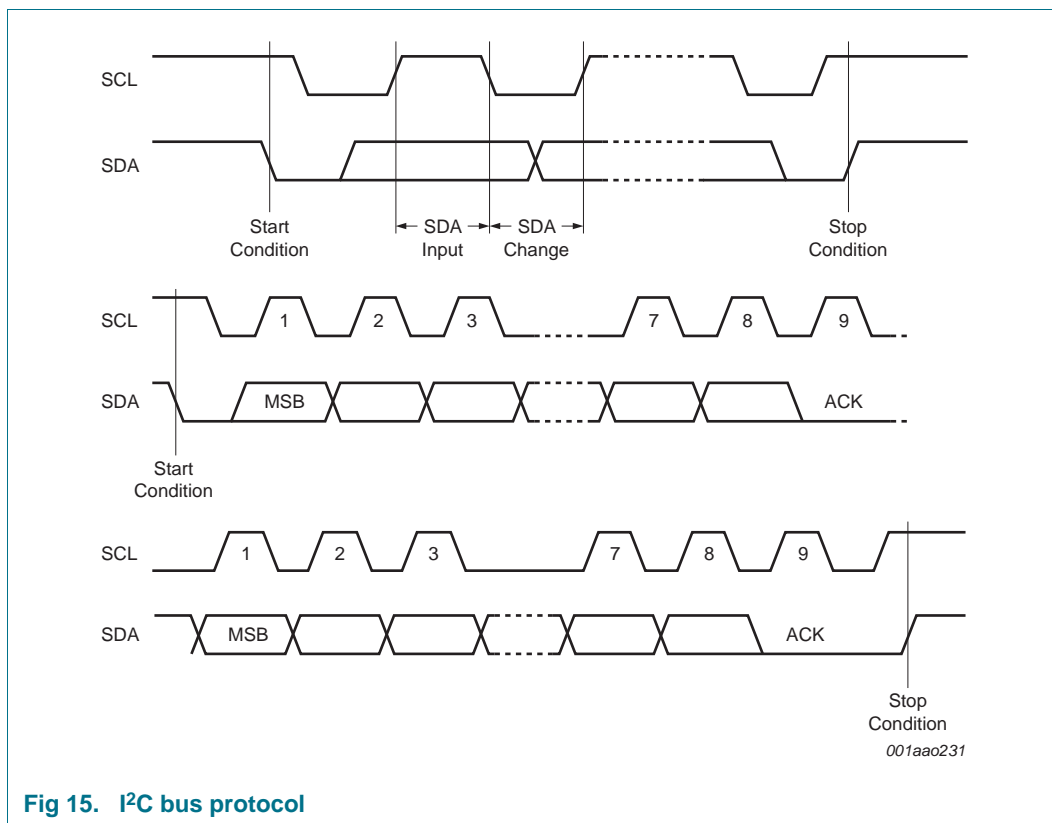 SCL
SDA
Start
Condition
SDA
Input
SDA
Change
Stop
Condition
SCL
1 2 3 7 8 9
SDA
MSB ACK
Start
Condition
SCL
1 2 3 7 8 9
SDA
MSB ACK
Stop
Condition
001aao231
Fig 15. I²C bus protocol